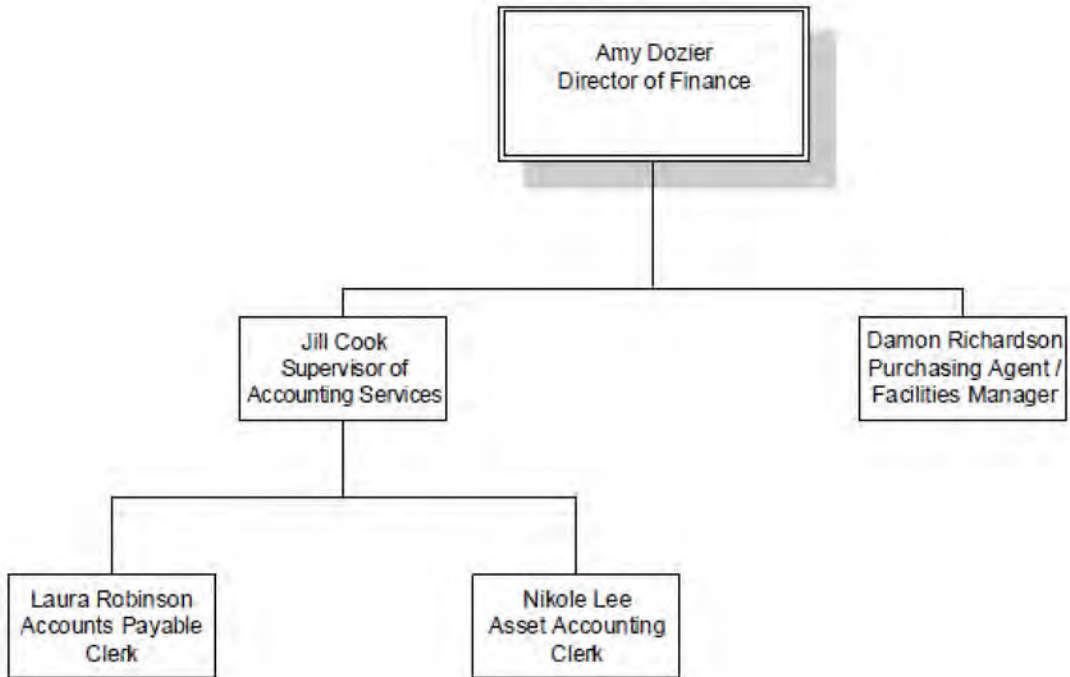 Amy Dozier
Director of Finance
Jill Cook
Supervisor of
Accounting Services
Damon Richardson
Purchasing Agent /
Facilities Manager
Laura Robinson
Accounts Payable
Clerk
Nikole Lee
Asset Accounting
Clerk